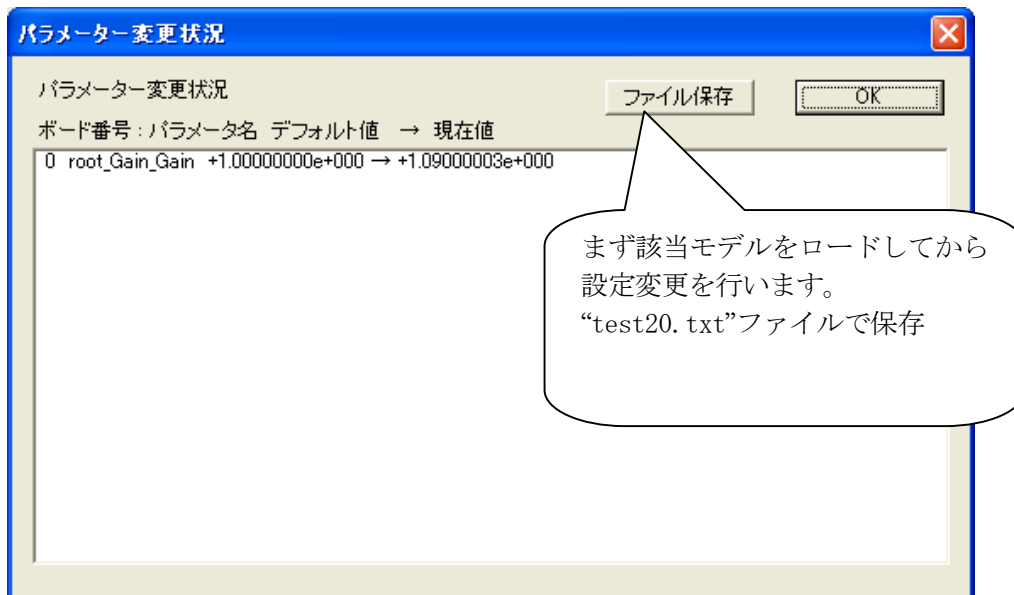 パラメーター変更状況
パラメーター変更状況
ファイル保存
OK
ボード番号:パラメータ名 デフォルト値 → 現在値
0 root_Gain_Gain +1.00000000e+000 → +1.09000003e+000
まず該当モデルをロードしてから
設定変更を行います。
“test20.txt”ファイルで保存